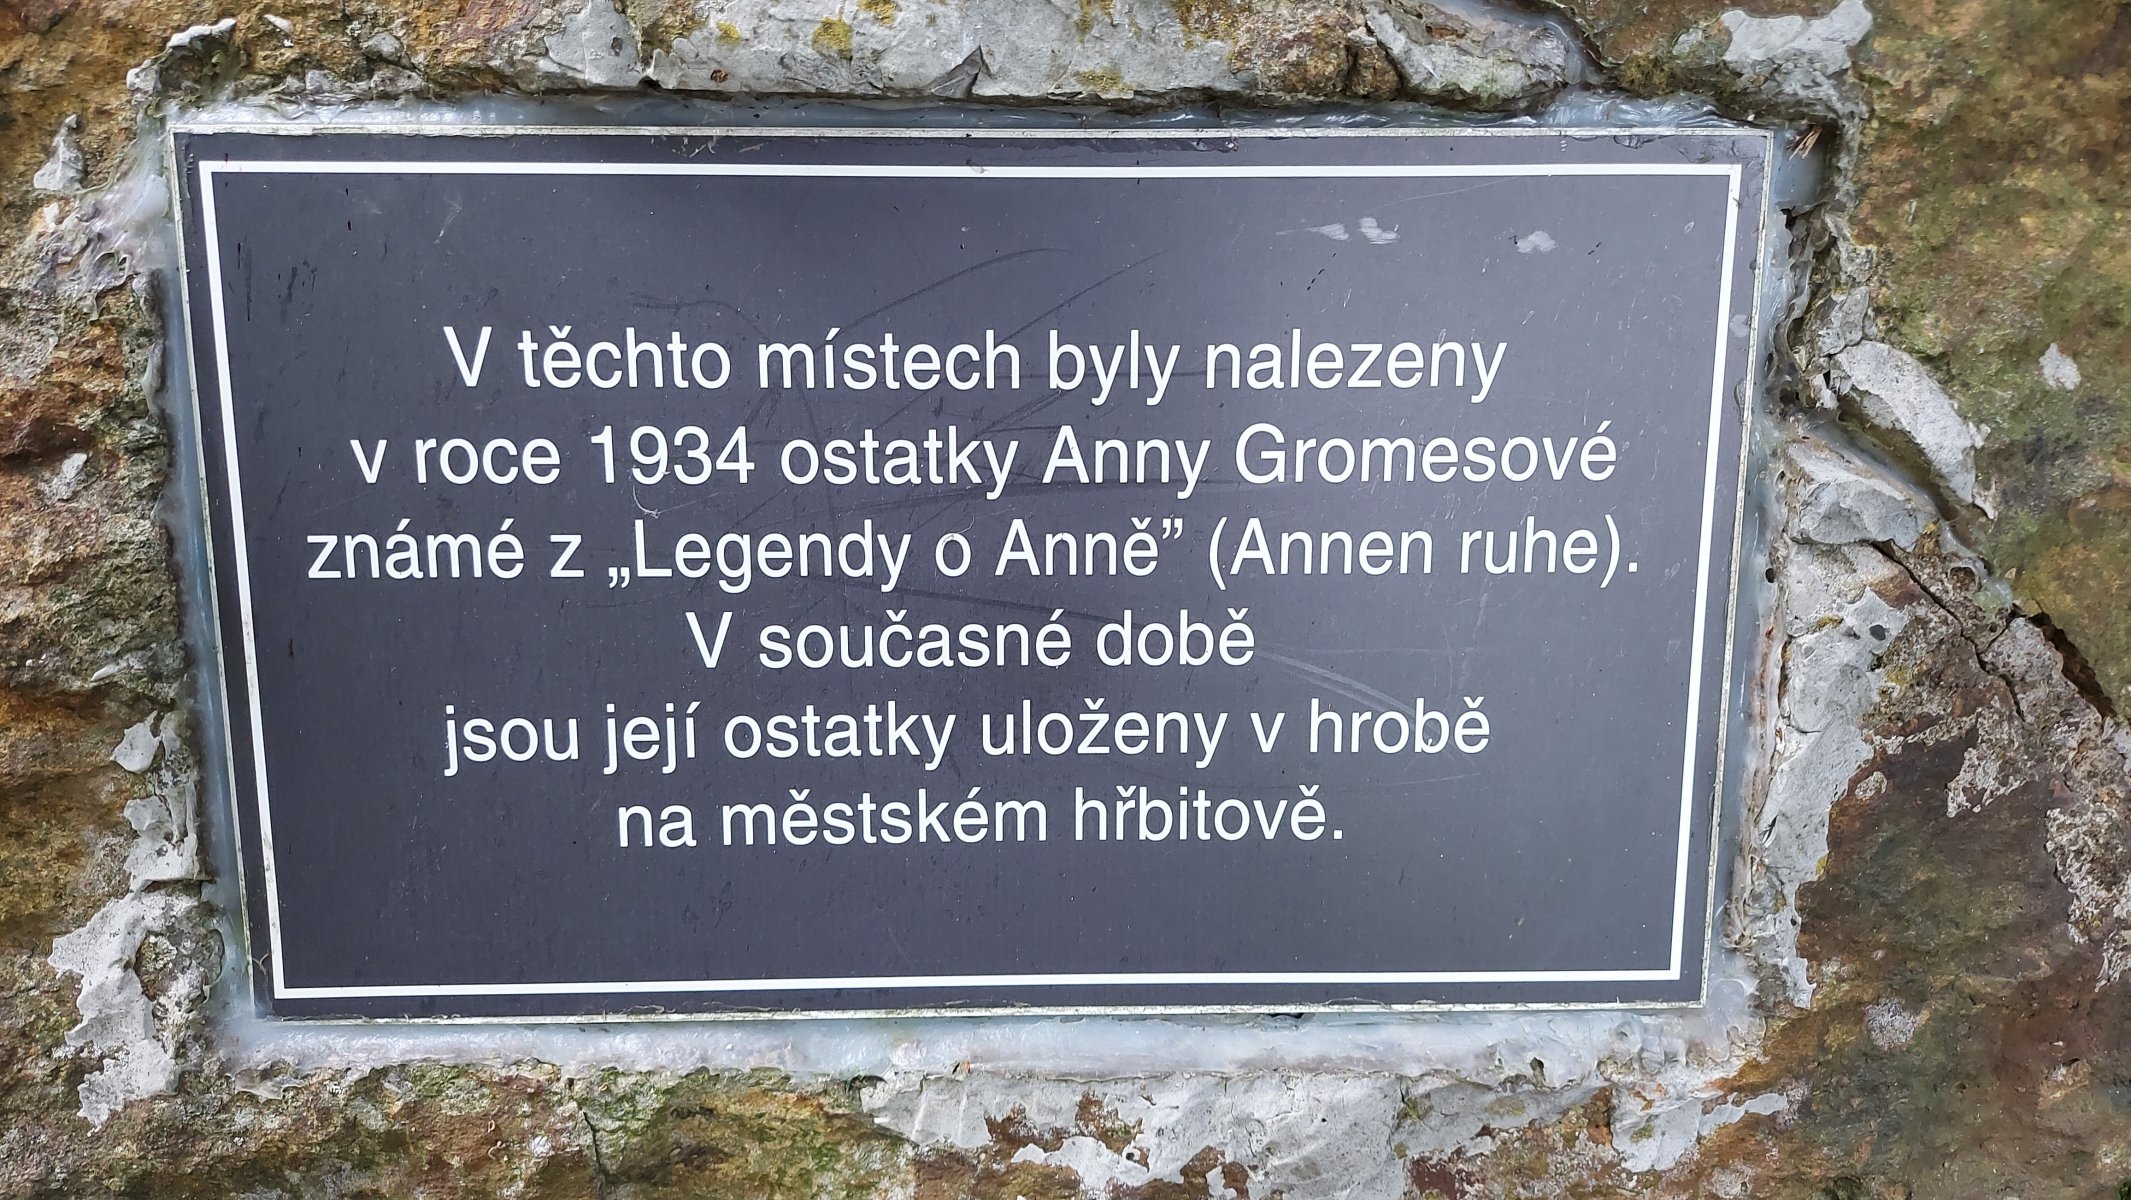 V těchto místech byly nalezeny
v roce 1934 ostatky Anny Gromesové
známé z „Legendy o Anně” (Annen ruhe).
V současné době
jsou její ostatky uloženy v hrobě
na městském hřbitově.